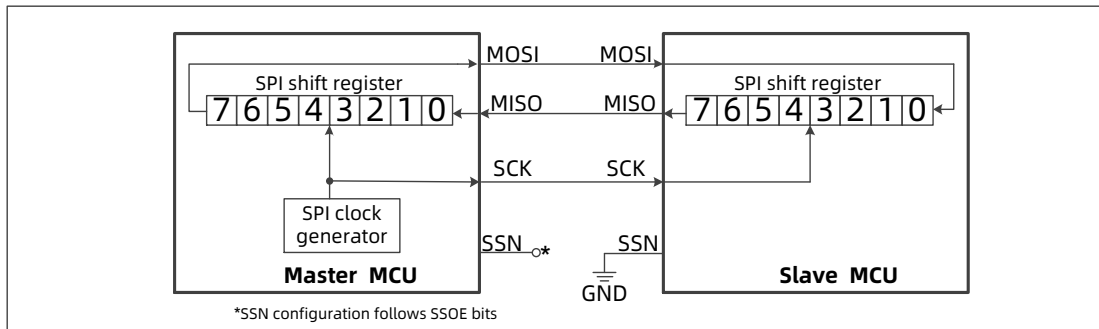 MOSI MOSI
SPI shift register SPI shift register
7 6 5 4 3 2 1 0 MISO MISO 7 6 5 4 3 2 1 0
SCK SCK
SPI clock
generator
SSN * SSN
Master MCU GND Slave MCU
*SSN configuration follows SSOE bits